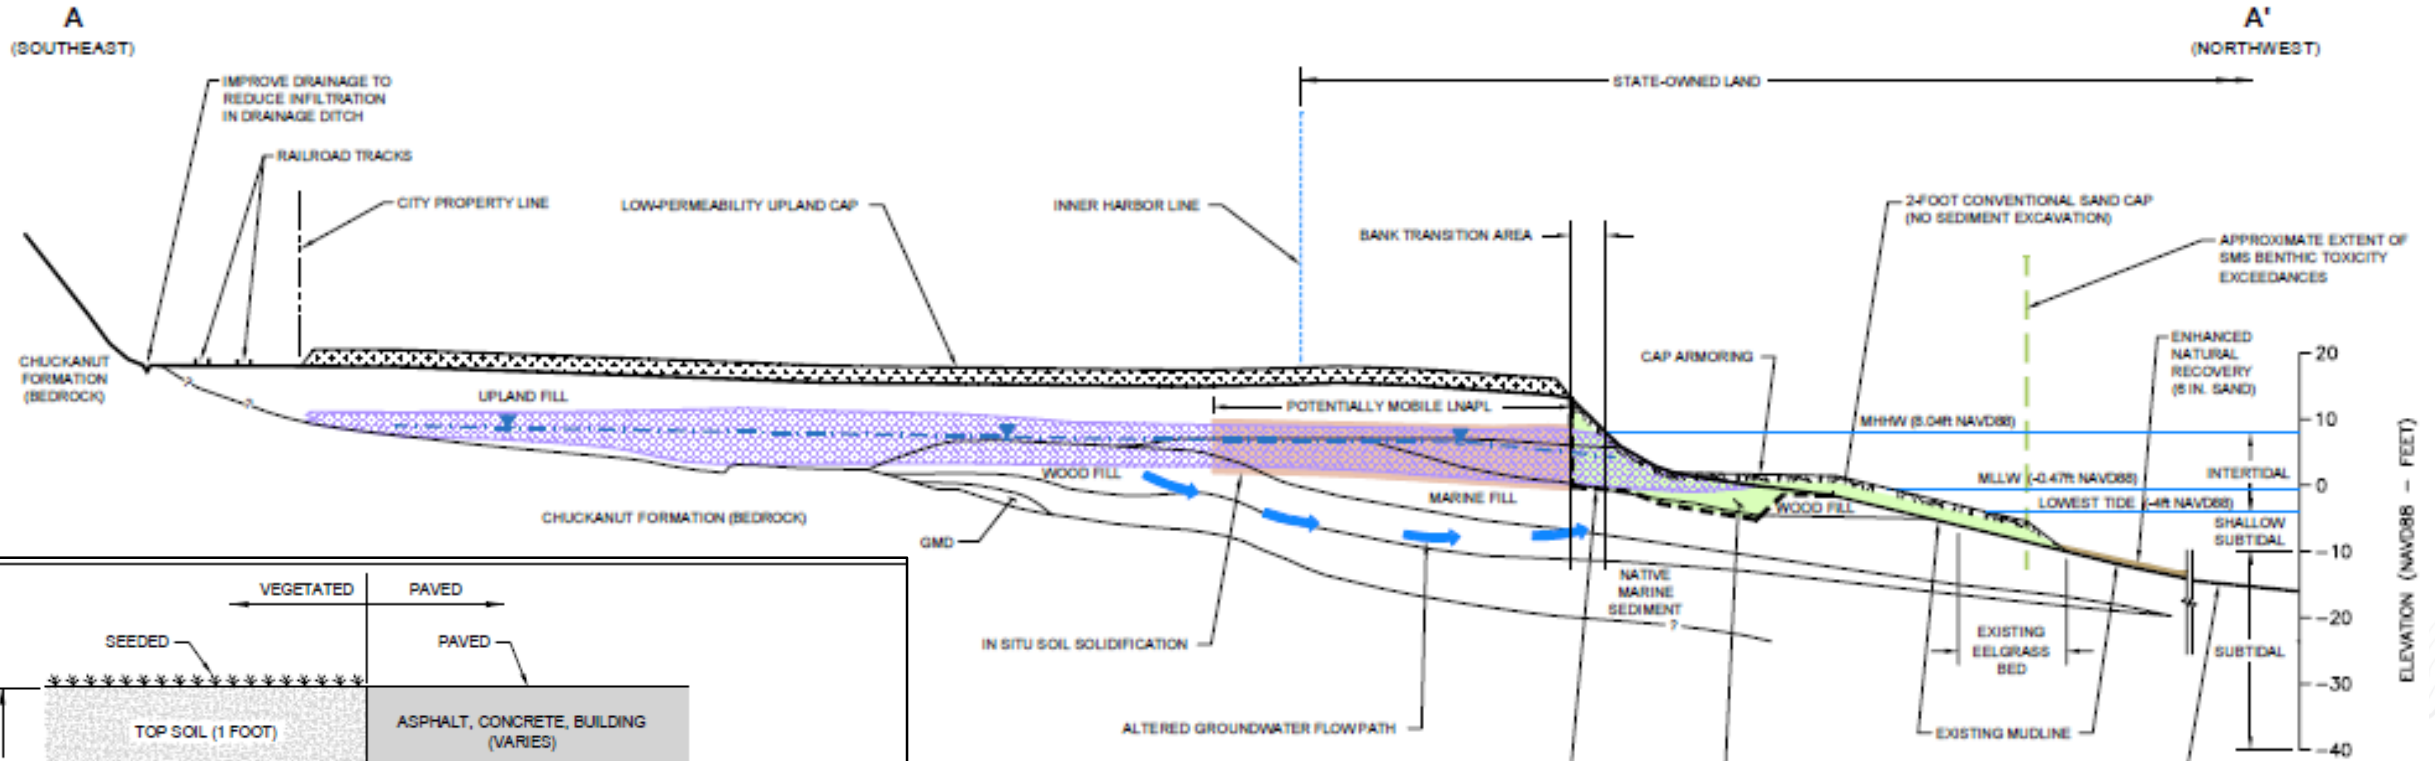 A
(SOUTHEAST)
A'
(NORTHWEST)
IMPROVE DRAINAGE TO
REDUCE INFILTRATION
IN DRAINAGE DITCH
STATE-OWNED LAND
RAILROAD TRACKS
CITY PROPERTY LINE
LOW-PERMEABILITY UPLAND CAP
INNER HARBOR LINE
BANK TRANSITION AREA
2-FOOT CONVENTIONAL SAND CAP
(NO SEDIMENT EXCAVATION)
APPROXIMATE EXTENT OF
SMS BENTHIC TOXICITY
EXCEEDANCES
CHUCKANUT
FORMATION
(BEDROCK)
CAP ARMORING
ENHANCED
NATURAL
RECOVERY
(6 IN. SAND)
20
?
?
UPLAND FILL
POTENTIALLY MOBILE LNAPL
MHHW (8.04ft NAVD88)
10
WOOD FILL
MARINE FILL
MLLW (-0.47ft NAVD88)
INTERTIDAL
0
LOWEST TIDE (-4ft NAVD88)
WOOD FILL
CHUCKANUT FORMATION (BEDROCK)
GMD
SHALLOW
SUBTIDAL
-10
NATIVE
MARINE
SEDIMENT
?
-20
IN SITU SOIL SOLIDIFICATION
EXISTING
EELGRASS
BED
SUBTIDAL
-30
ALTERED GROUNDWATER FLOW PATH
EXISTING MUDLINE
-40
ELEVATION (NAVD88 - FEET)
VEGETATED
PAVED
SEEDED
PAVED
TOP SOIL (1 FOOT)
ASPHALT, CONCRETE, BUILDING
(VARIES)